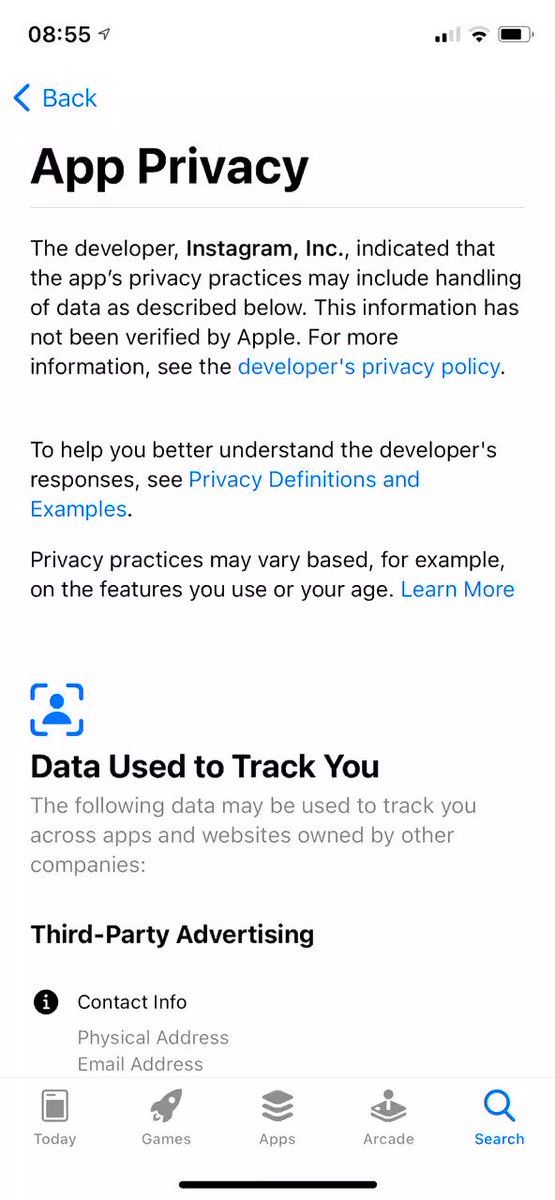 08:55
Back
App Privacy
The developer, Instagram, Inc., indicated that
the app’s privacy practices may include handling
of data as described below. This information has
not been verified by Apple. For more
information, see the developer's privacy policy.
To help you better understand the developer's
responses, see Privacy Definitions and
Examples.
Privacy practices may vary based, for example,
on the features you use or your age. Learn More
Data Used to Track You
The following data may be used to track you
across apps and websites owned by other
companies:
Third-Party Advertising
Contact Info
Physical Address
Email Address
Today Games Apps Arcade Search